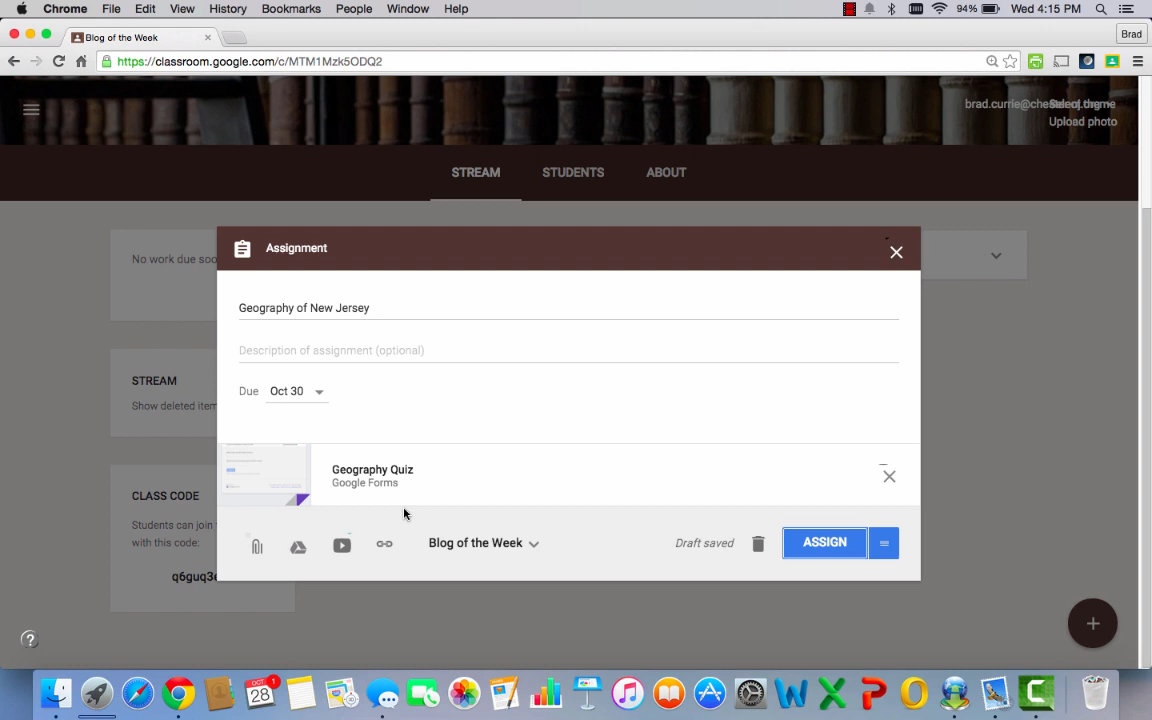 Chrome File Edit View History Bookmarks People Window Help 94% Wed 4:15 PM
Blog of the Week Brad
https://classroom.google.com/c/MTM1Mzk5ODQ2
Upload photo
STREAM STUDENTS ABOUT
No work due soo
Assignment
Geography of New Jersey
Description of assignment (optional)
Due Oct 30
STREAM
Show deleted item
Geography Quiz
Google Forms
CLASS CODE
Students can join
with this code:
q6guq3e
Blog of the Week Draft saved ASSIGN
OCT 28 1